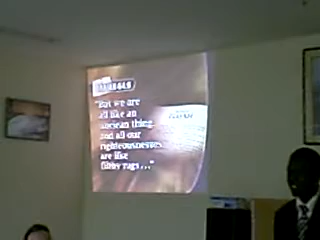 "But we are
all like an
unclean thing
and all our
righteousnesses
are like
filthy rags . . ."